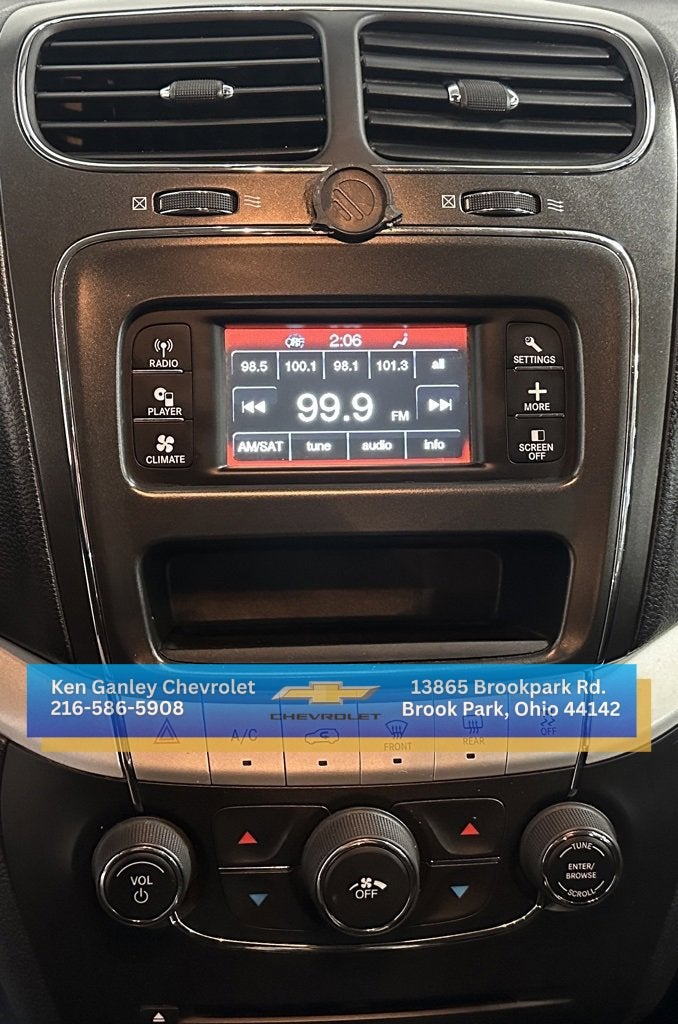 RADIO
PLAYER
CLIMATE
OFF 2:06
98.5 100.1 98.1 101.3 all
99.9 FM
AM/SAT tune audio info
SETTINGS
MORE
SCREEN
OFF
Ken Ganley Chevrolet
216-586-5908
CHEVROLET
13865 Brookpark Rd.
Brook Park, Ohio 44142
A/C
FRONT
REAR
OFF
VOL
OFF
TUNE
ENTER/
BROWSE
SCROLL